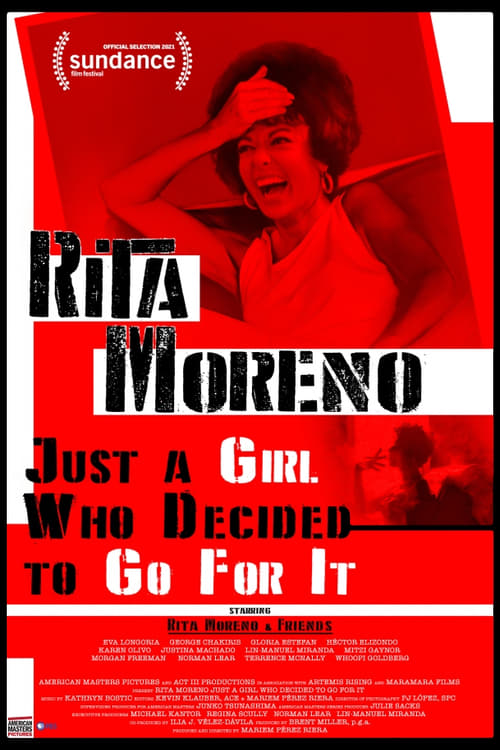 OFFICIAL SELECTION 2021
sundance
film festival
RITA
MORENO
JUST A GIRL
WHO DECIDED
TO GO FOR IT
STARRING
RITA MORENO & FRIENDS
EVA LONGORIA GEORGE CHAKIRIS GLORIA ESTEFAN HÉCTOR ELIZONDO
KAREN OLIVO JUSTINA MACHADO LIN-MANUEL MIRANDA MITZI GAYNOR
MORGAN FREEMAN NORMAN LEAR TERRENCE MCNALLY WHOOPI GOLDBERG
AMERICAN MASTERS PICTURES AND ACT III PRODUCTIONS IN ASSOCIATION WITH ARTEMIS RISING AND MARAMARA FILMS
PRESENT RITA MORENO JUST A GIRL WHO DECIDED TO GO FOR IT
MUSIC BY KATHRYN BOSTIC EDITING KEVIN KLAUBER, ACE & MARIEM PÉREZ RIERA DIRECTOR OF PHOTOGRAPHY PJ LÓPEZ, SPC
SUPERVISING PRODUCER FOR AMERICAN MASTERS JUNKO TSUNASHIMA AMERICAN MASTERS SERIES PRODUCER JULIE SACKS
EXECUTIVE PRODUCERS MICHAEL KANTOR REGINA SCULLY NORMAN LEAR LIN-MANUEL MIRANDA
CO PRODUCED BY ILIA J. VÉLEZ-DÁVILA PRODUCED BY BRENT MILLER, p.g.a.
PRODUCED AND DIRECTED BY MARIEM PÉREZ RIERA
AMERICAN
MASTERS
PICTURES